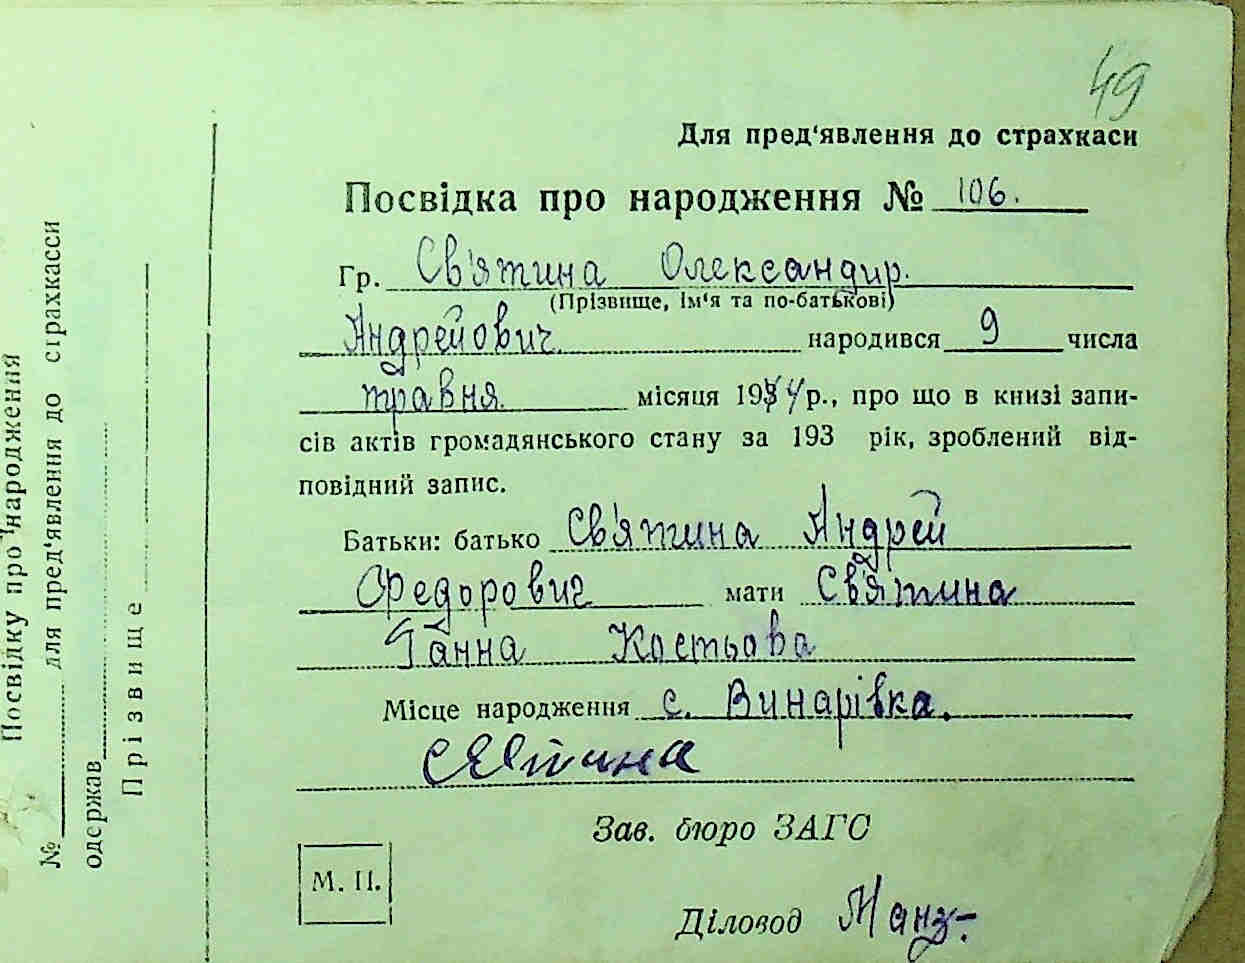 49
Для пред‘явлення до страхкаси
Посвідка про народження № 106.
Гр. Св'ятина Олександир.
(Прізвище, ім‘я та по-батькові)
Андрейович народився 9 числа
травня місяця 1944 р., про що в книзі запи-
сів актів громадянського стану за 193 рік, зроблений від-
повідний запис.
Батьки: батько Св'ятина Андрей
Федорович мати Св'ятина
Ганна Костьова
Місце народження с. Винарівка.
Зав. бюро ЗАГС
М. П.
Діловод
Посвідку про народження
№ для пред‘явлення до страхкасси
одержав
Прізвище